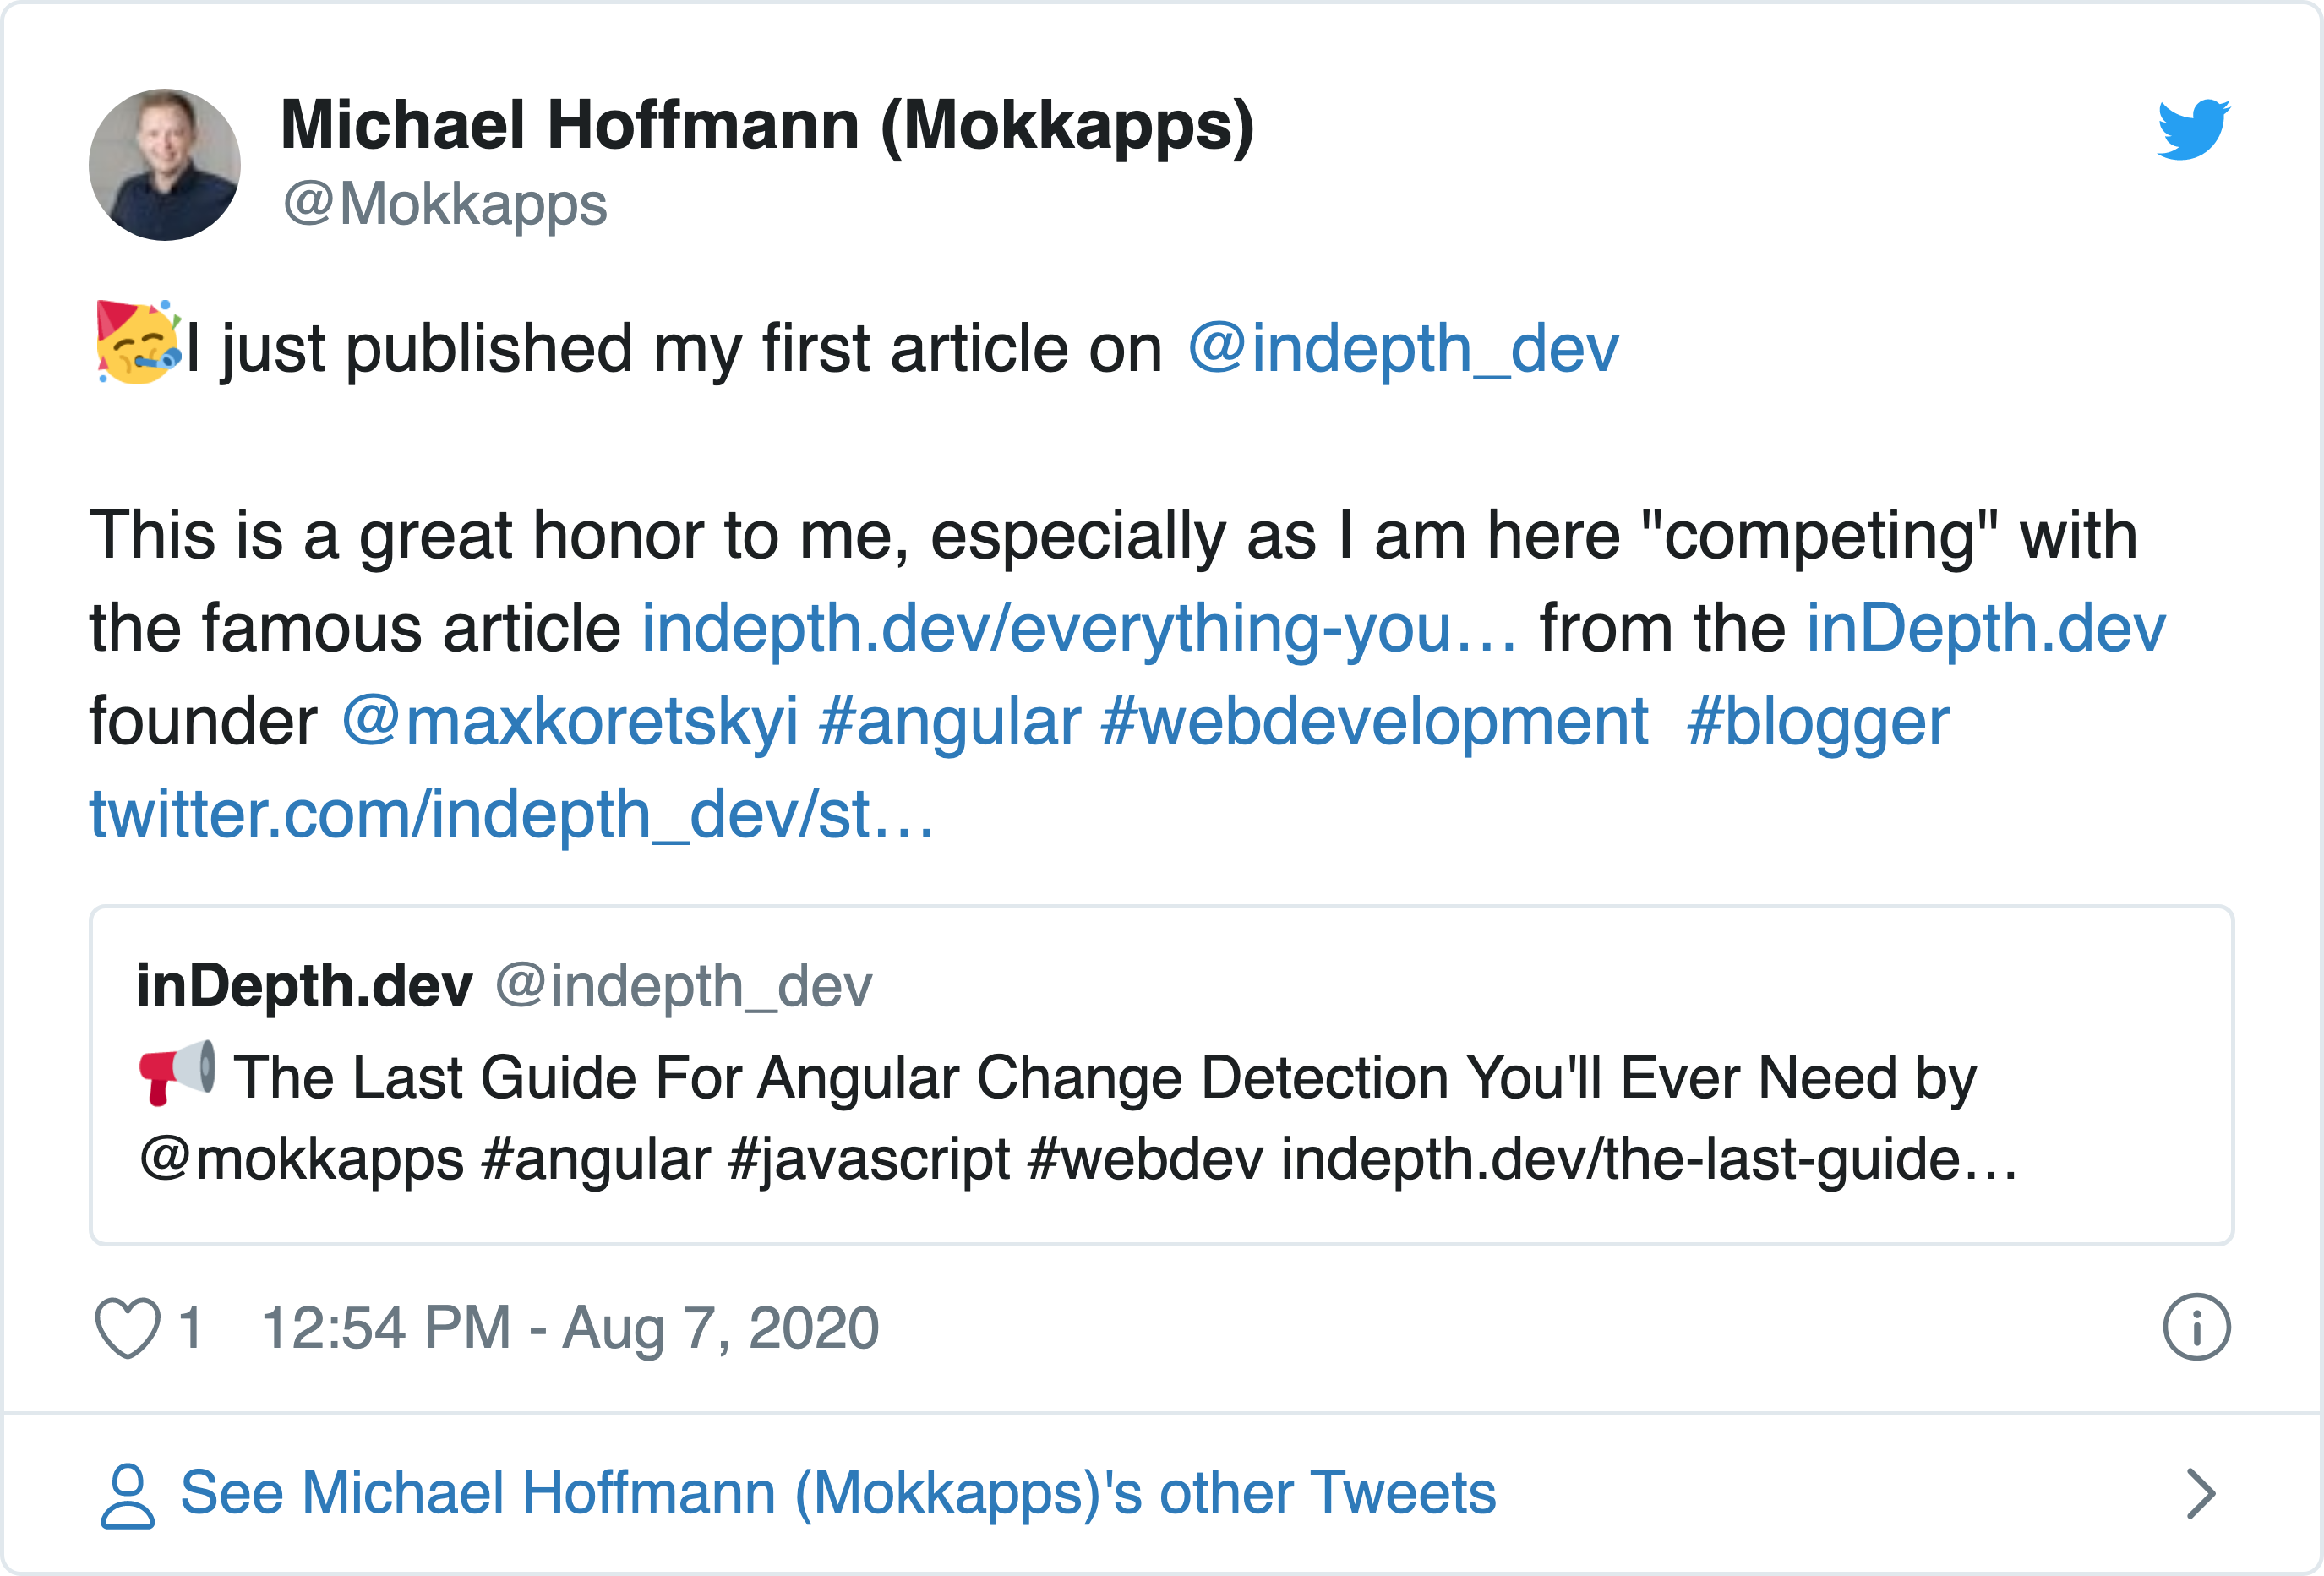 Michael Hoffmann (Mokkapps)
@Mokkapps
🥳I just published my first article on @indepth_dev
This is a great honor to me, especially as I am here "competing" with
the famous article indepth.dev/everything-you… from the inDepth.dev
founder @maxkoretskyi #angular #webdevelopment #blogger
twitter.com/indepth_dev/st…
inDepth.dev @indepth_dev
📢 The Last Guide For Angular Change Detection You'll Ever Need by
@mokkapps #angular #javascript #webdev indepth.dev/the-last-guide…
1 12:54 PM - Aug 7, 2020
See Michael Hoffmann (Mokkapps)'s other Tweets